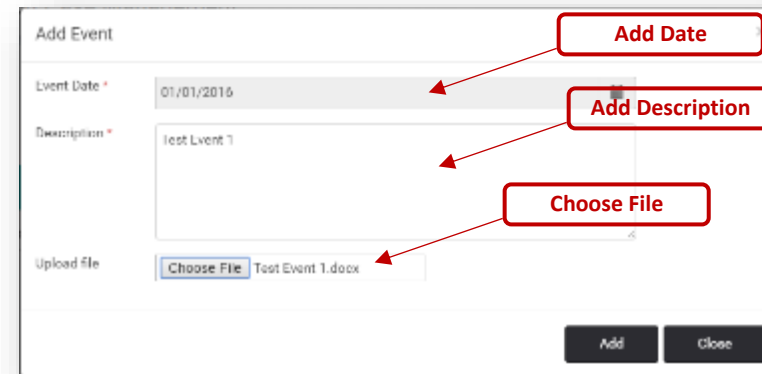 Add Event
Add Date
Event Date *
01/01/2016
Add Description
Description *
Test Event 1
Choose File
Upload file
Choose File Test Event 1.docx
Add
Close